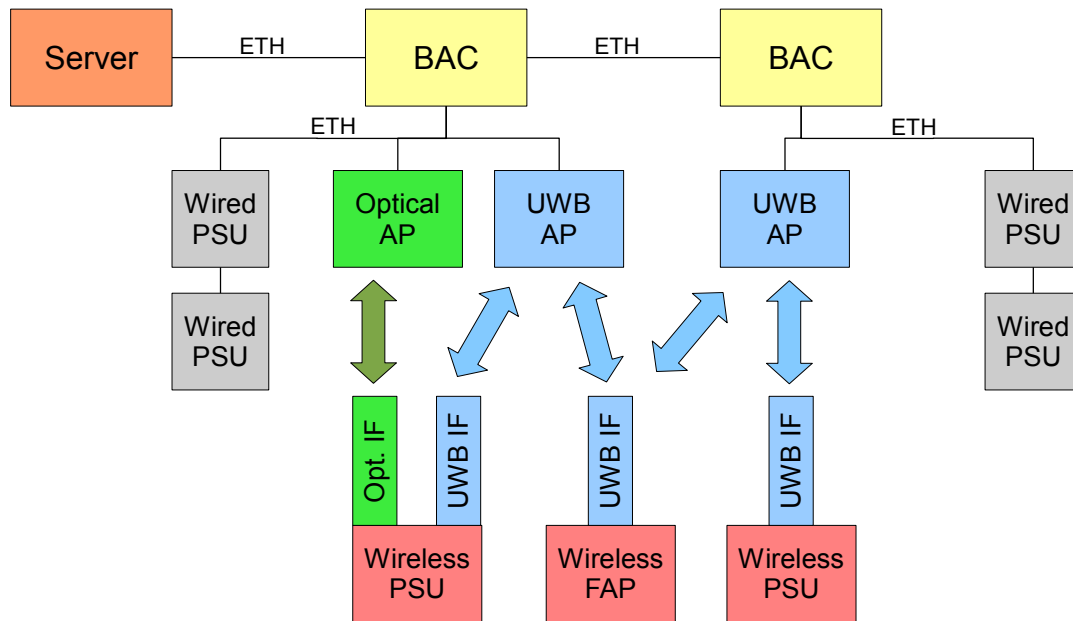 Server
ETH
BAC
ETH
BAC
ETH
ETH
Wired
PSU
Optical
AP
UWB
AP
UWB
AP
Wired
PSU
Wired
PSU
Wired
PSU
Opt. IF
UWB IF
UWB IF
UWB IF
Wireless
PSU
Wireless
FAP
Wireless
PSU